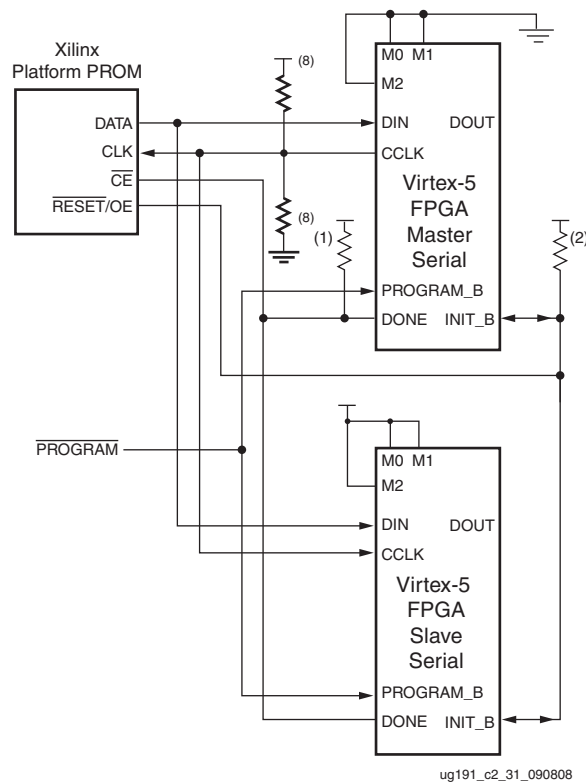 Xilinx
Platform PROM
DATA
CLK
CE
RESET/OE
(8)
(8)
(1)
(2)
M0 M1
M2
DIN DOUT
CCLK
Virtex-5
FPGA
Master
Serial
PROGRAM_B
DONE INIT_B
PROGRAM
M0 M1
M2
DIN DOUT
CCLK
Virtex-5
FPGA
Slave
Serial
PROGRAM_B
DONE INIT_B
ug191_c2_31_090808